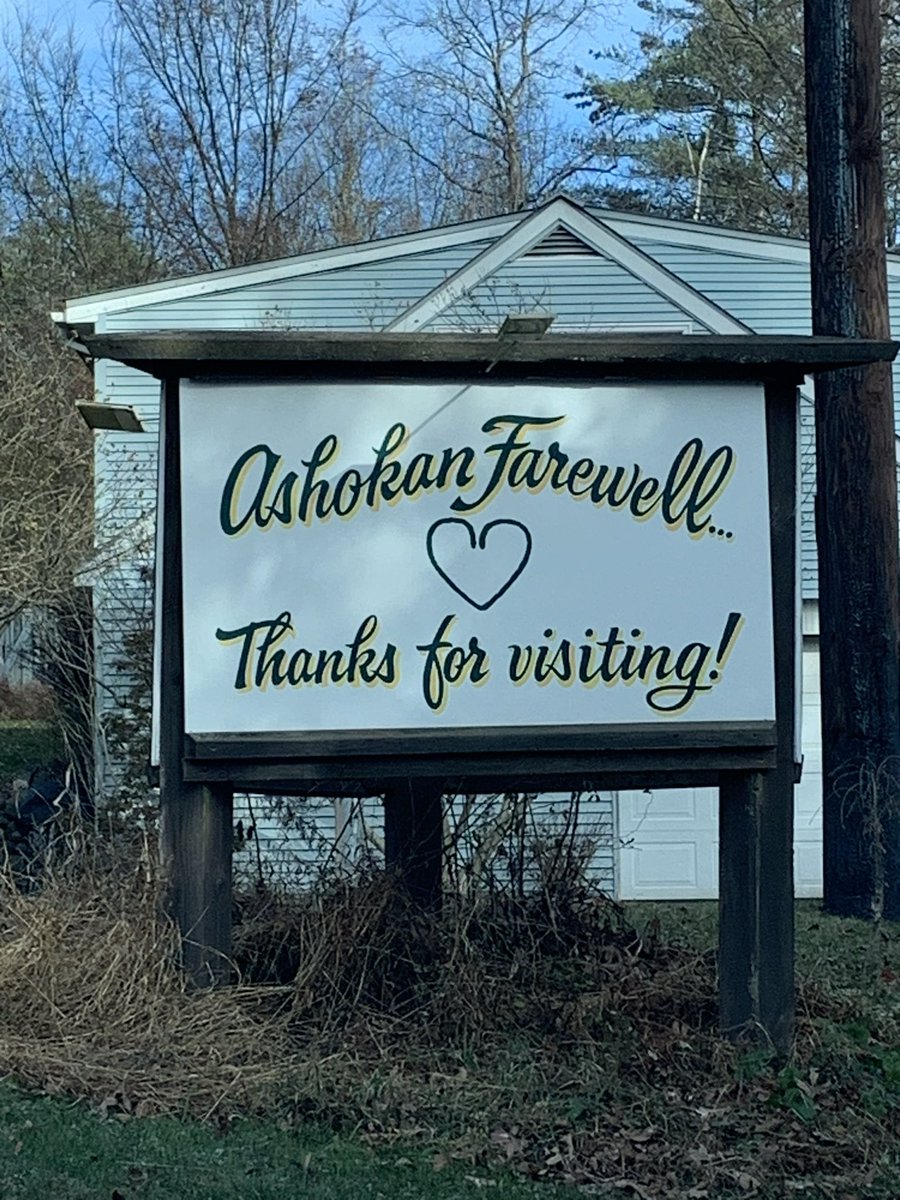 Ashokan Farewell...
Thanks for visiting!